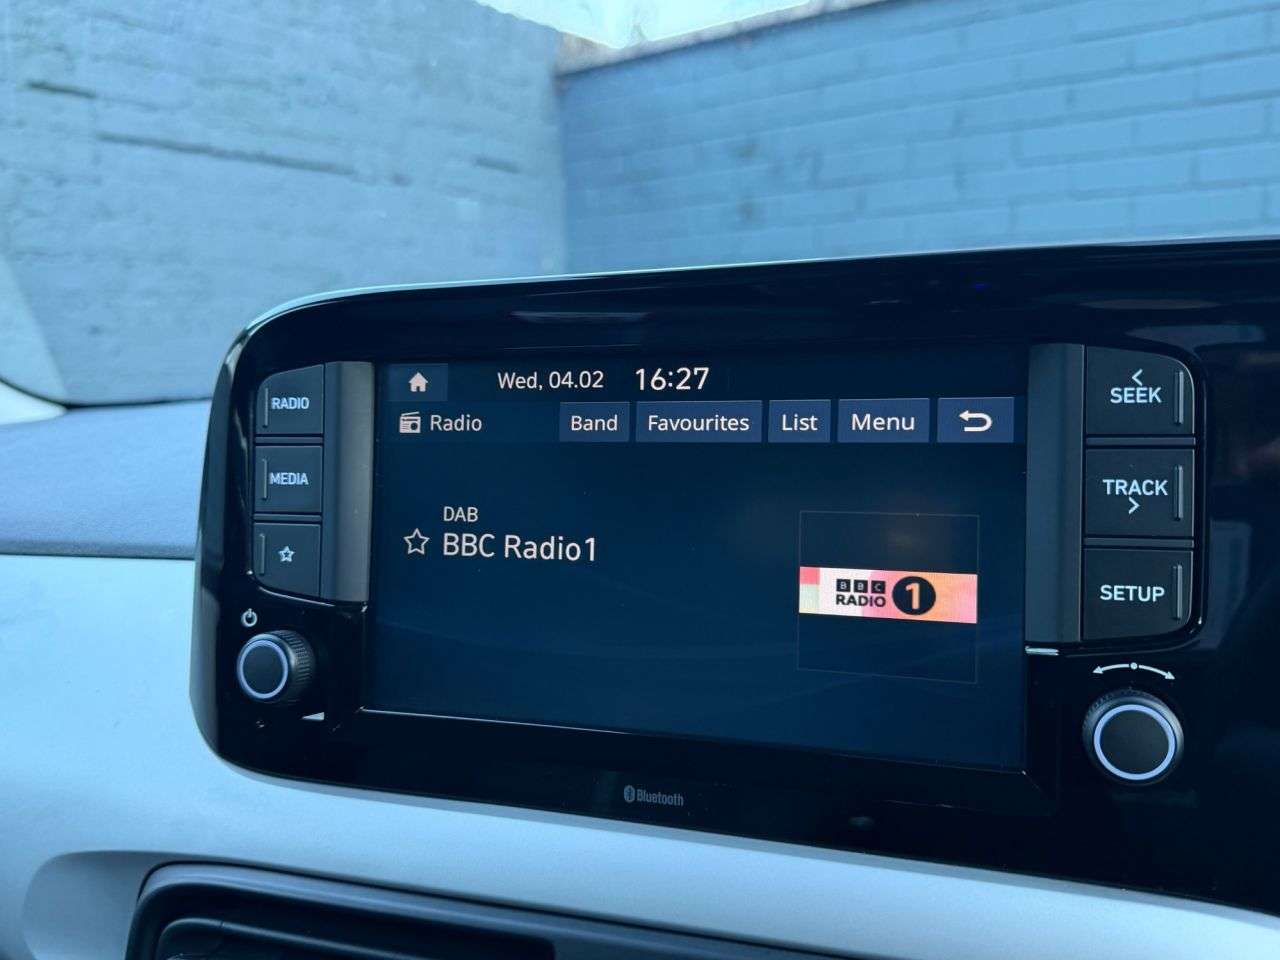 Wed, 04.02 16:27
Radio Band Favourites List Menu
DAB
BBC Radio1
BBC
RADIO 1
RADIO
MEDIA
SEEK
TRACK
SETUP
Bluetooth